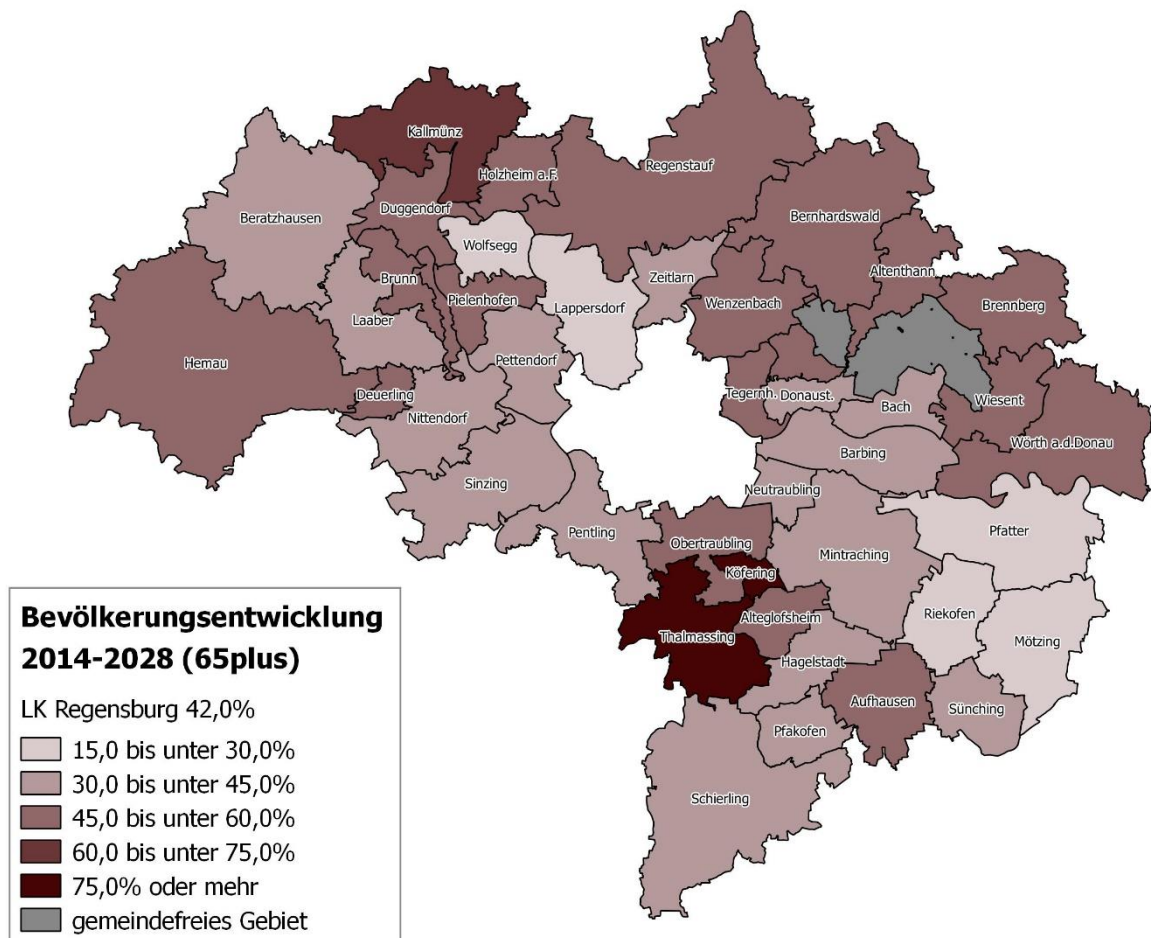 Kallmünz
Holzheim a.F.
Regenstauf
Beratzhausen
Duggendorf
Bernhardswald
Wolfsegg
Altenthann
Brunn
Zeitlarn
Pielenhofen
Lappersdorf
Wenzenbach
Brennberg
Laaber
Hemau
Pettendorf
Deuerling
Tegernh.
Donaust.
Wiesent
Bach
Nittendorf
Wörth a.d.Donau
Barbing
Sinzing
Neutraubling
Pentling
Pfatter
Obertraubling
Mintraching
Köfering
Riekofen
Alteglofsheim
Mötzing
Thalmassing
Hagelstadt
Aufhausen
Sünching
Pfakofen
Schierling
Bevölkerungsentwicklung
2014-2028 (65plus)
LK Regensburg 42,0%
15,0 bis unter 30,0%
30,0 bis unter 45,0%
45,0 bis unter 60,0%
60,0 bis unter 75,0%
75,0% oder mehr
gemeindefreies Gebiet